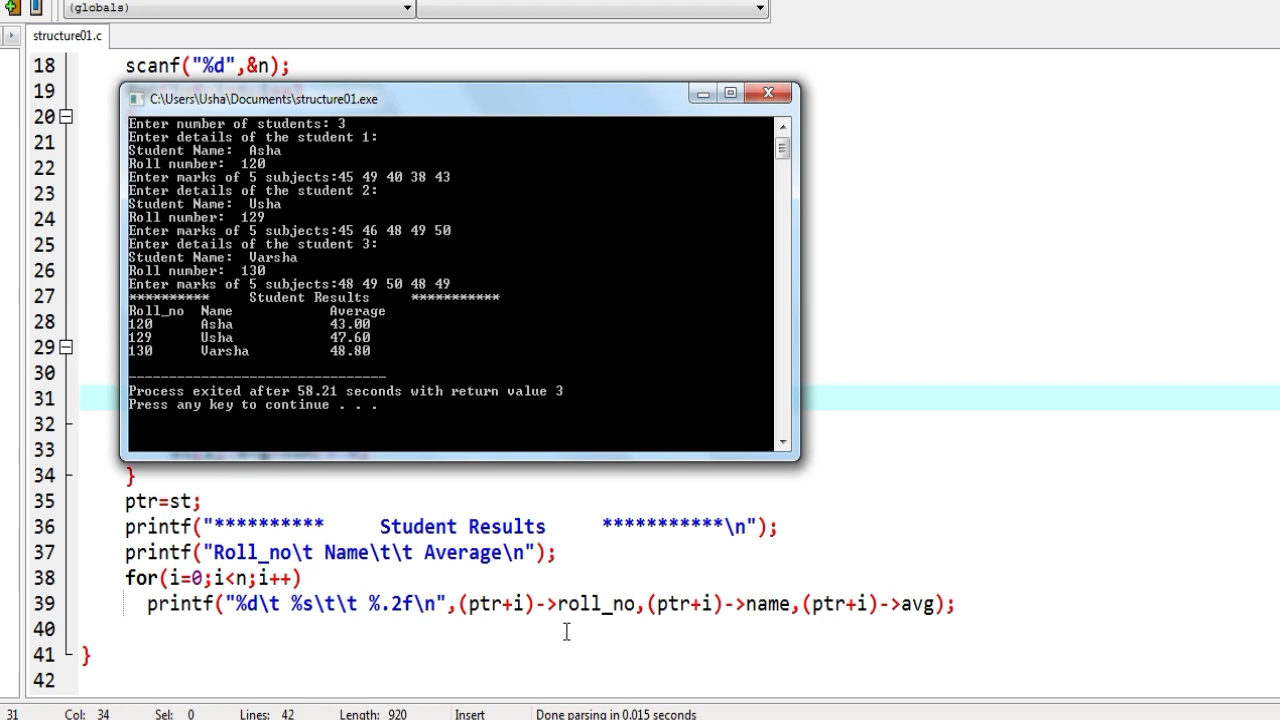 (globals)
structure01.c
18 scanf("%d",&n);
19
C:\Users\Usha\Documents\structure01.exe
20
21
22
23
24
25
26
27
28
29
30
31
32
33
Enter number of students: 3
Enter details of the student 1:
Student Name:  Asha
Roll number:  120
Enter marks of 5 subjects:45 49 40 38 43
Enter details of the student 2:
Student Name:  Usha
Roll number:  129
Enter marks of 5 subjects:45 46 48 49 50
Enter details of the student 3:
Student Name:  Varsha
Roll number:  130
Enter marks of 5 subjects:48 49 50 48 49
**********     Student Results     ***********
Roll_no  Name            Average
120      Asha            43.00
129      Usha            47.60
130      Varsha          48.80
--------------------------------
Process exited after 58.21 seconds with return value 3
Press any key to continue . . .
34 }
35 ptr=st;
36 printf("**********     Student Results     ***********\n");
37 printf("Roll_no\t Name\t\t Average\n");
38 for(i=0;i<n;i++)
39 printf("%d\t %s\t\t %.2f\n",(ptr+i)->roll_no,(ptr+i)->name,(ptr+i)->avg);
40
41 }
42
31 Col: 34 Sel: 0 Lines: 42 Length: 920 Insert Done parsing in 0.015 seconds